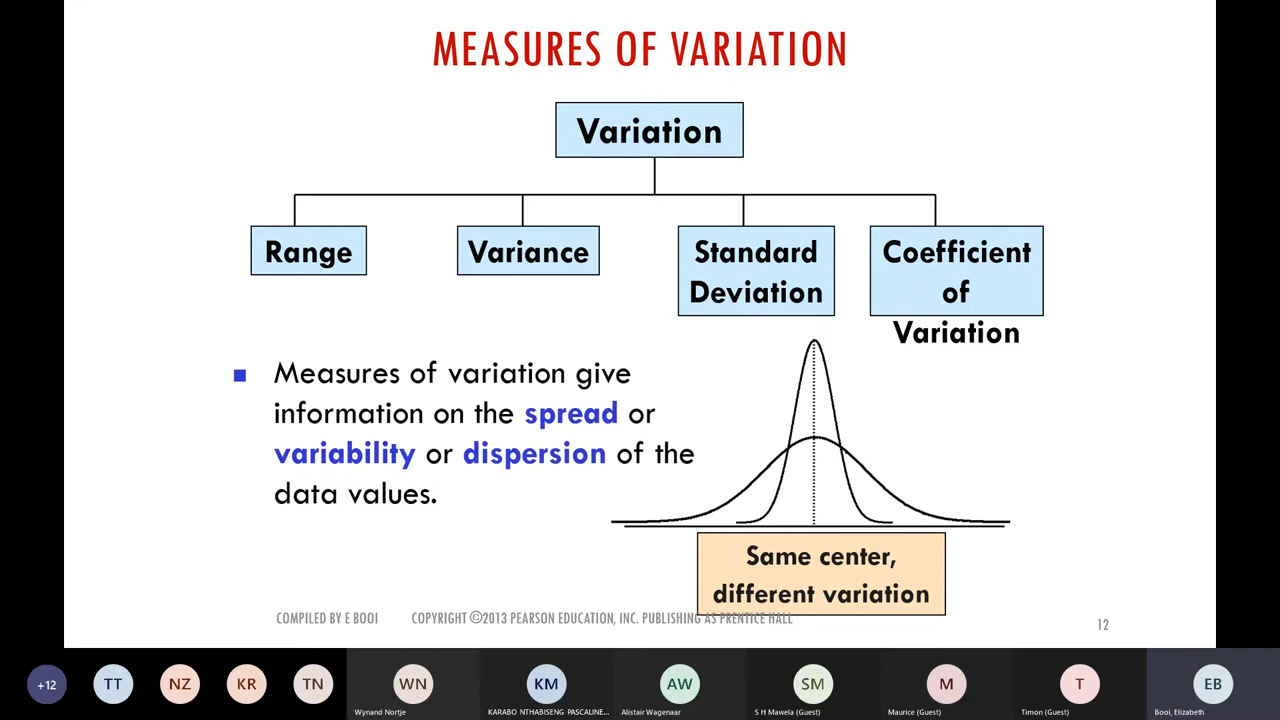 MEASURES OF VARIATION
Variation
Range
Variance
Standard
Deviation
Coefficient
of
Variation
■ Measures of variation give
information on the spread or
variability or dispersion of the
data values.
Same center,
different variation
COMPILED BY E BOOI COPYRIGHT ©2013 PEARSON EDUCATION, INC. PUBLISHING AS PRENTICE HALL
12
+12
TT
NZ
KR
TN
WN
Wynand Nortje
KM
KARABO NTHABISENG PASCALINE...
AW
Alistair Wagenaar
SM
S H Mawela (Guest)
M
Maurice (Guest)
T
Timon (Guest)
EB
Booi, Elizabeth